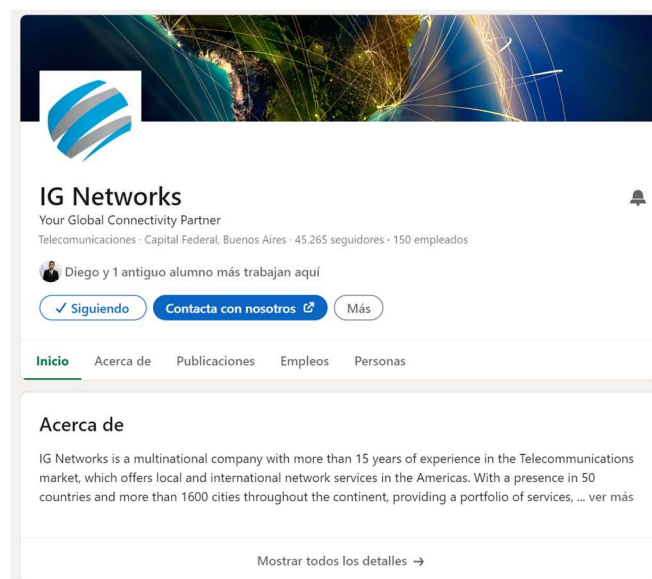 IG Networks
Your Global Connectivity Partner
Telecomunicaciones · Capital Federal, Buenos Aires · 45.265 seguidores · 150 empleados
Diego y 1 antiguo alumno más trabajan aquí
Siguiendo
Contacta con nosotros
Más
Inicio
Acerca de
Publicaciones
Empleos
Personas
Acerca de
IG Networks is a multinational company with more than 15 years of experience in the Telecommunications
market, which offers local and international network services in the Americas. With a presence in 50
countries and more than 1600 cities throughout the continent, providing a portfolio of services, ... ver más
Mostrar todos los detalles →